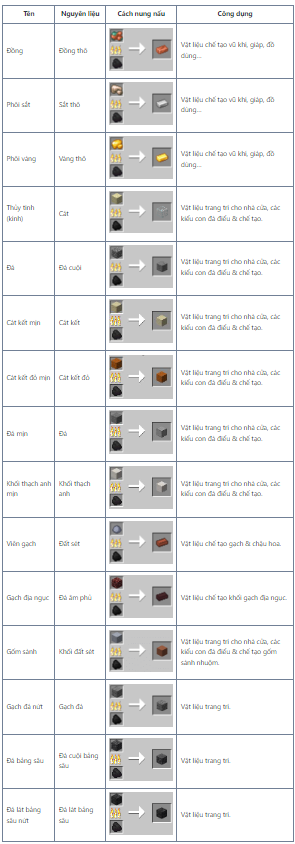 Tên Nguyên liệu Cách nung nấu Công dụng
Đồng Đồng thô Vật liệu chế tạo vũ khí, giáp, đồ
dùng...
Phôi sắt Sắt thô Vật liệu chế tạo vũ khí, giáp, đồ
dùng...
Phôi vàng Vàng thô Vật liệu chế tạo vũ khí, giáp, đồ
dùng...
Thủy tinh
(kính) Cát Vật liệu trang trí cho nhà cửa, các
kiểu con đá điểu & chế tạo.
Đá Đá cuội Vật liệu trang trí cho nhà cửa, các
kiểu con đá điểu & chế tạo.
Cát kết mịn Cát kết Vật liệu trang trí cho nhà cửa, các
kiểu con đá điểu & chế tạo.
Cát kết đỏ mịn Cát kết đỏ Vật liệu trang trí cho nhà cửa, các
kiểu con đá điểu & chế tạo.
Đá mịn Đá Vật liệu trang trí cho nhà cửa, các
kiểu con đá điểu & chế tạo.
Khối thạch anh
mịn Khối thạch
anh Vật liệu trang trí cho nhà cửa, các
kiểu con đá điểu & chế tạo.
Viên gạch Đất sét Vật liệu chế tạo gạch & chậu hoa.
Gạch địa ngục Đá âm phủ Vật liệu chế tạo khối gạch địa ngục.
Gốm sành Khối đất sét Vật liệu trang trí cho nhà cửa, các
kiểu con đá điểu & chế tạo gốm
sành nhuộm.
Gạch đá nứt Gạch đá Vật liệu trang trí.
Đá bảng sâu Đá cuội bảng
sâu Vật liệu trang trí.
Đá lát bảng
sâu nứt Đá lát bảng
sâu Vật liệu trang trí.